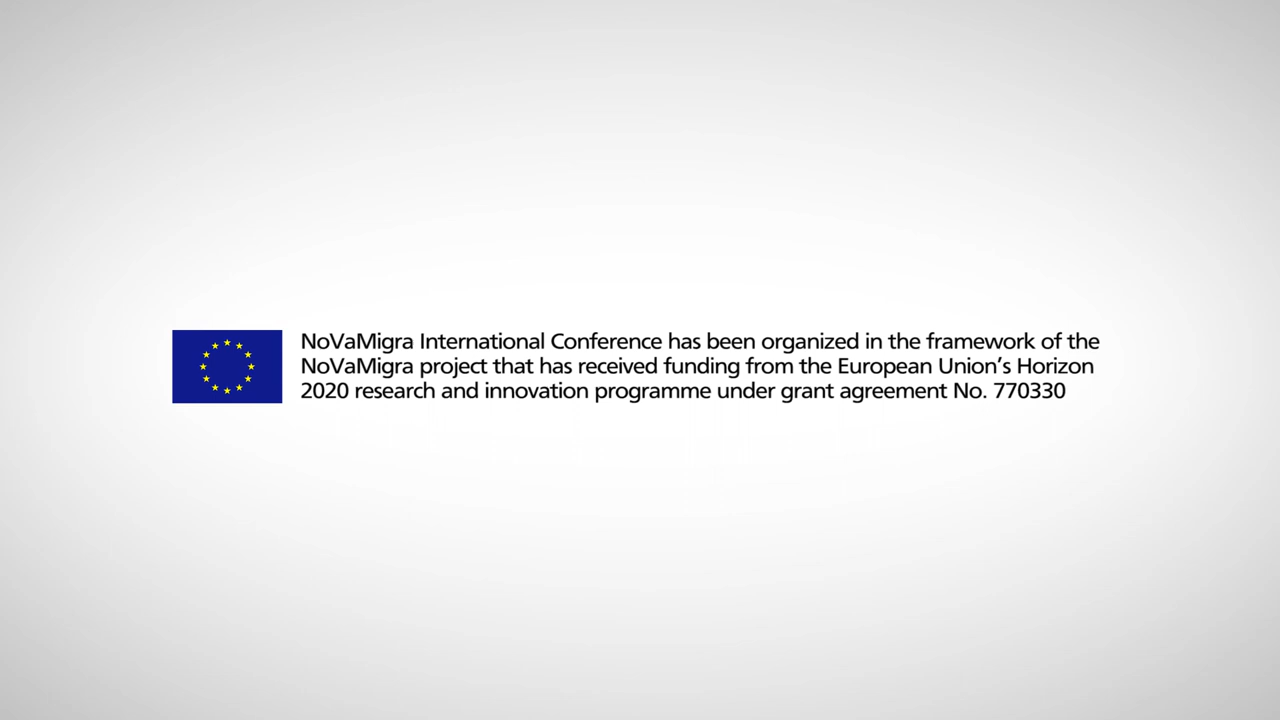 NoVaMigra International Conference has been organized in the framework of the
NoVaMigra project that has received funding from the European Union’s Horizon
2020 research and innovation programme under grant agreement No. 770330